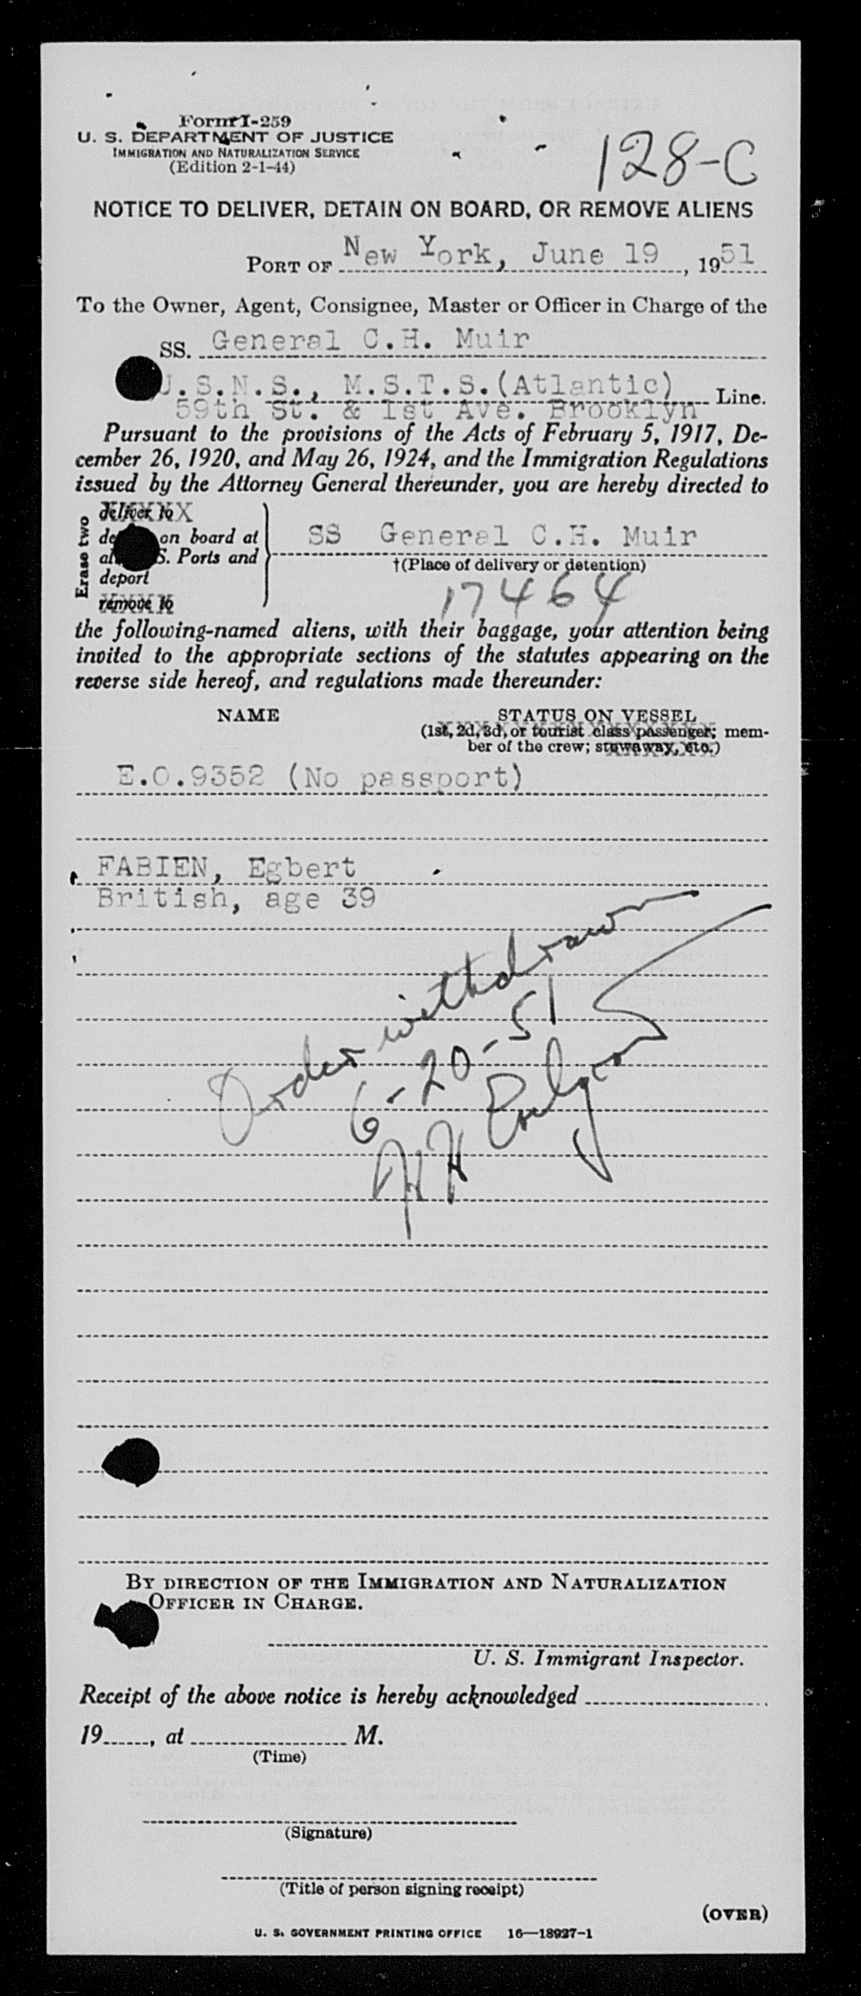 Form I-259
U. S. DEPARTMENT OF JUSTICE
IMMIGRATION AND NATURALIZATION SERVICE
(Edition 2-1-44)
128-C
NOTICE TO DELIVER, DETAIN ON BOARD, OR REMOVE ALIENS
PORT OF New York, June 19, 1951
To the Owner, Agent, Consignee, Master or Officer in Charge of the
SS. General C.H. Muir
.S.N.S., M.S.T.S.(Atlantic) Line.
59th St. & 1st Ave. Brooklyn
Pursuant to the provisions of the Acts of February 5, 1917, De-
cember 26, 1920, and May 26, 1924, and the Immigration Regulations
issued by the Attorney General thereunder, you are hereby directed to
Erase two
deliver to XXXXX
on board at SS General C.H. Muir
S. Ports and
†(Place of delivery or detention)
deport
remove to
17464
the following-named aliens, with their baggage, your attention being
invited to the appropriate sections of the statutes appearing on the
reverse side hereof, and regulations made thereunder:
NAME STATUS ON VESSEL
(1st, 2d, 3d, or tourist class passenger; mem-
ber of the crew; stowaway, etc.)
E.O.9352 (No passport)
FABIEN, Egbert
British, age 39
Order withdrawn
6-20-51
BY DIRECTION OF THE IMMIGRATION AND NATURALIZATION
OFFICER IN CHARGE.
U. S. Immigrant Inspector.
Receipt of the above notice is hereby acknowledged
19......, at ................ M.
(Time)
(Signature)
(Title of person signing receipt)
(OVER)
U. S. GOVERNMENT PRINTING OFFICE 16—18927-1